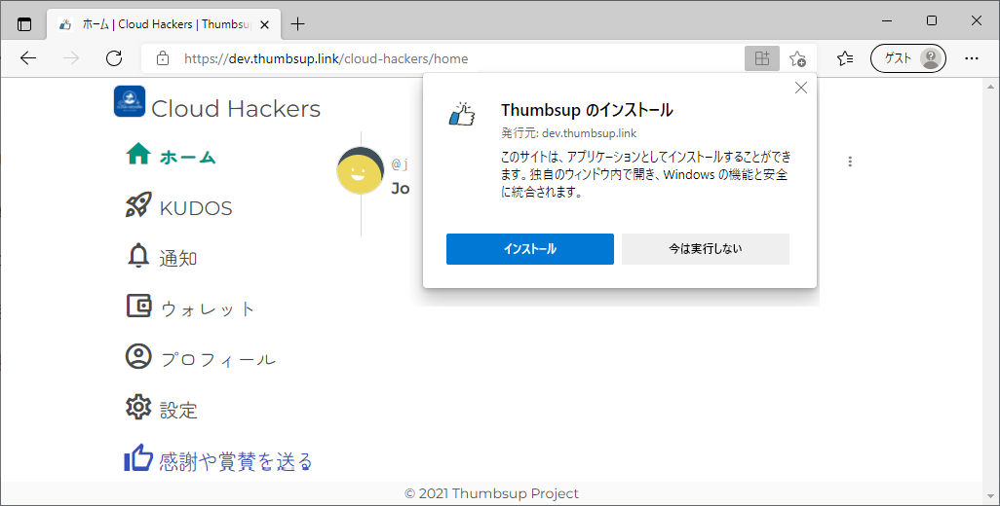 ホーム | Cloud Hackers | Thumbsup
https://dev.thumbsup.link/cloud-hackers/home
ゲスト
Cloud Hackers
ホーム
KUDOS
通知
ウォレット
プロフィール
設定
感謝や賞賛を送る
@j
Jo
Thumbsup のインストール
発行元: dev.thumbsup.link
このサイトは、アプリケーションとしてインストールすることができ
ます。独自のウィンドウ内で開き、Windows の機能と安全
に統合されます。
インストール
今は実行しない
© 2021 Thumbsup Project